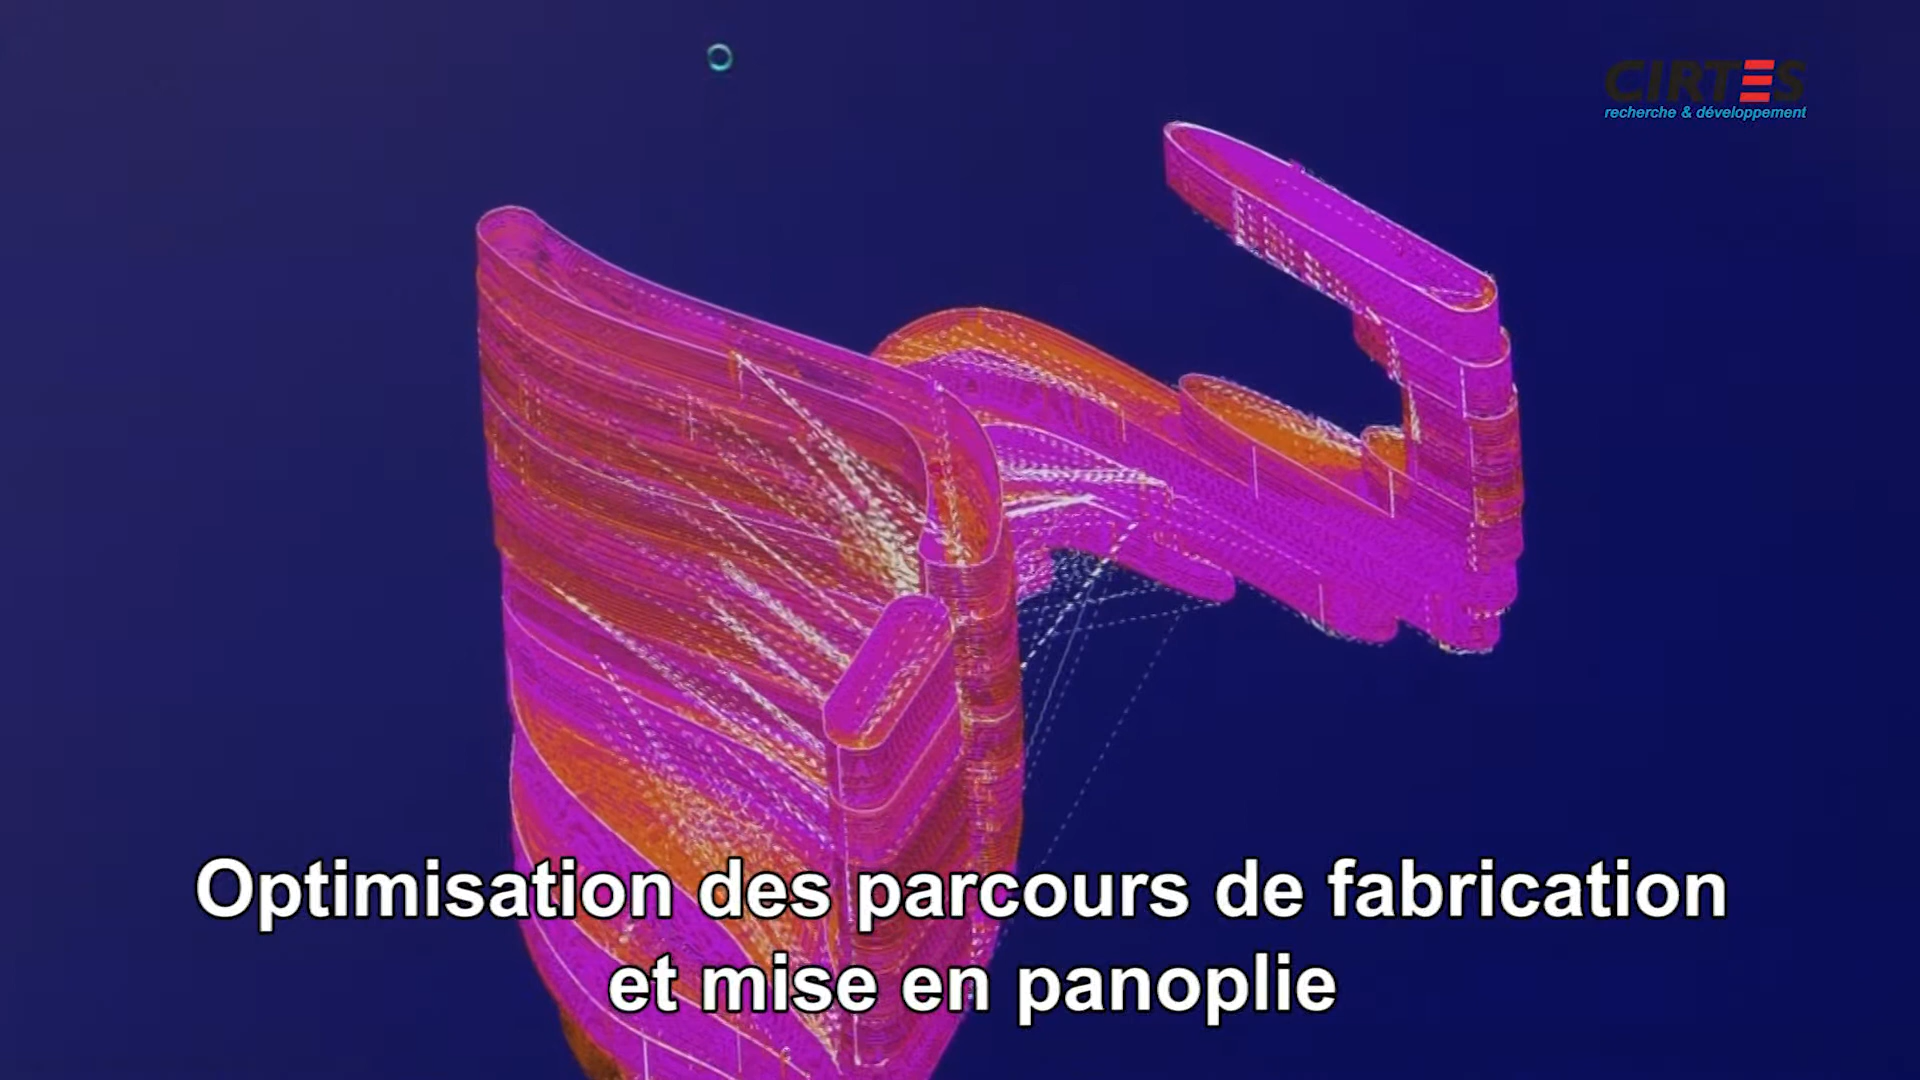 CIRTES
recherche & développement
Optimisation des parcours de fabrication
et mise en panoplie